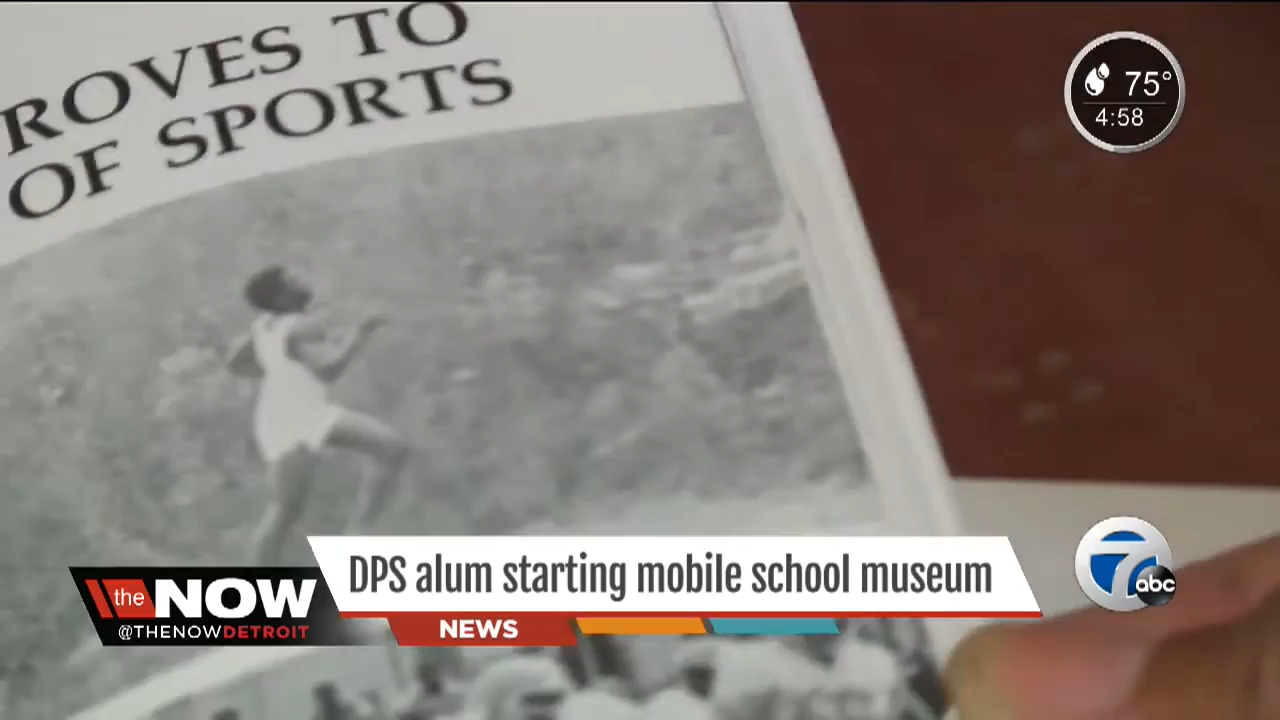 ROVES TO
OF SPORTS
75°
4:58
DPS alum starting mobile school museum
the NOW
@THENOWDETROIT
NEWS
7
abc